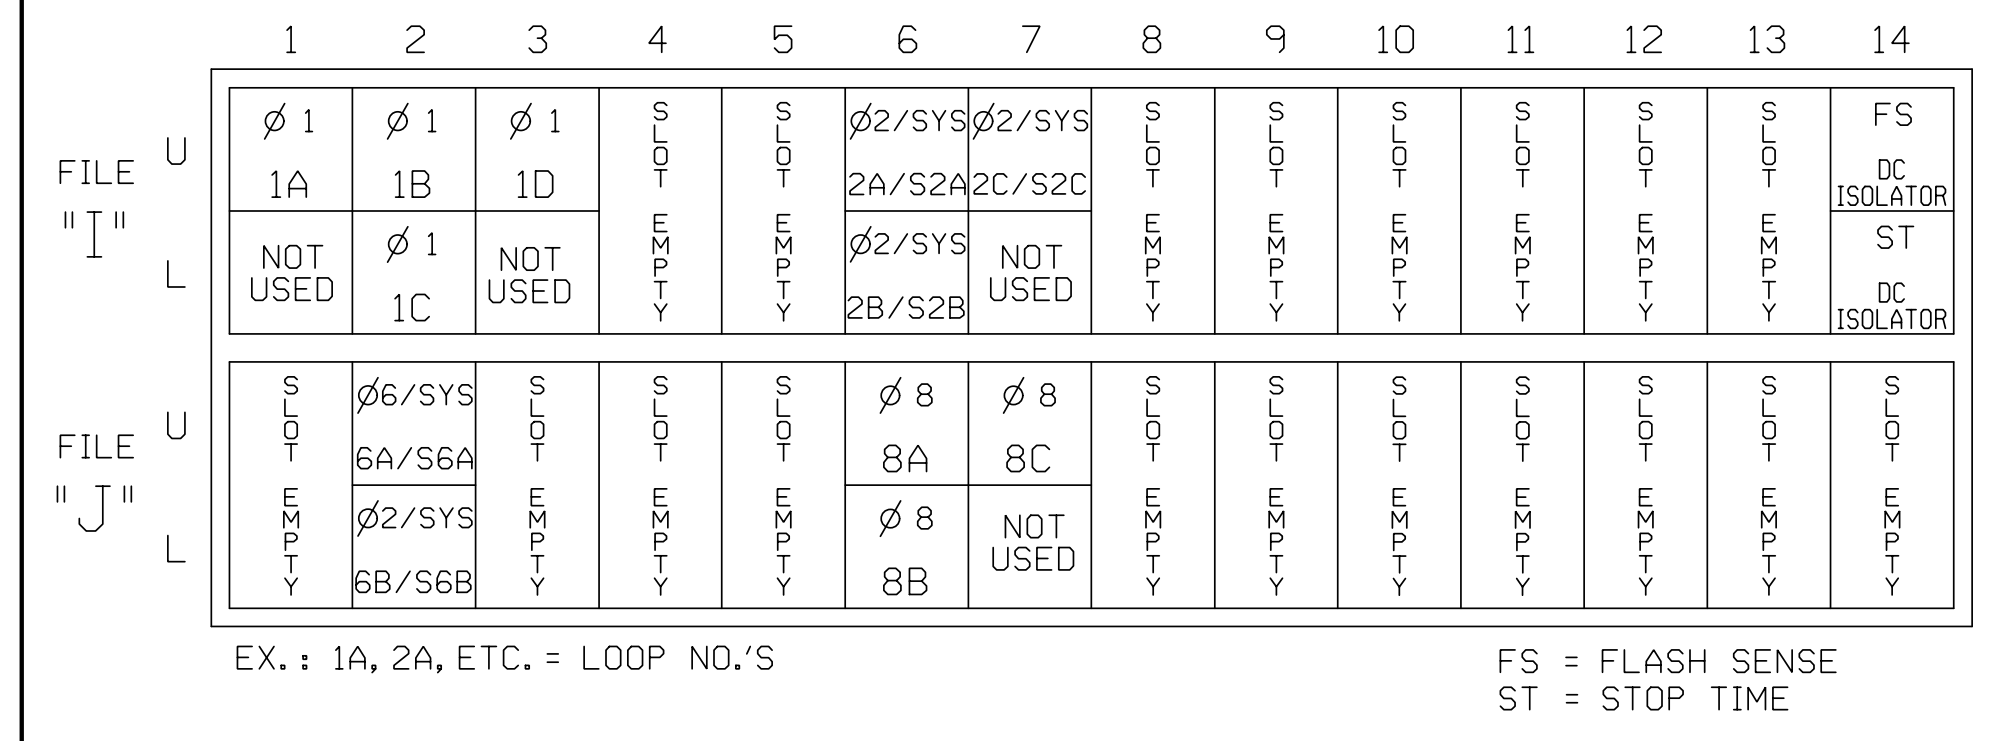 1 2 3 4 5 6 7 8 9 10 11 12 13 14
FILE "I"
U
L
Ø 1
1A
NOT USED
Ø 1
1B
Ø 1
1C
Ø 1
1D
NOT USED
SLOT EMPTY
SLOT EMPTY
Ø2/SYS
2A/S2A
Ø2/SYS
2B/S2B
Ø2/SYS
2C/S2C
NOT USED
SLOT EMPTY
SLOT EMPTY
SLOT EMPTY
SLOT EMPTY
SLOT EMPTY
SLOT EMPTY
FS
DC
ISOLATOR
ST
DC
ISOLATOR
FILE "J"
U
L
SLOT EMPTY
Ø6/SYS
6A/S6A
Ø2/SYS
6B/S6B
SLOT EMPTY
SLOT EMPTY
SLOT EMPTY
Ø 8
8A
Ø 8
8B
Ø 8
8C
NOT USED
SLOT EMPTY
SLOT EMPTY
SLOT EMPTY
SLOT EMPTY
SLOT EMPTY
SLOT EMPTY
SLOT EMPTY
EX.: 1A, 2A, ETC. = LOOP NO.'S
FS = FLASH SENSE
ST = STOP TIME